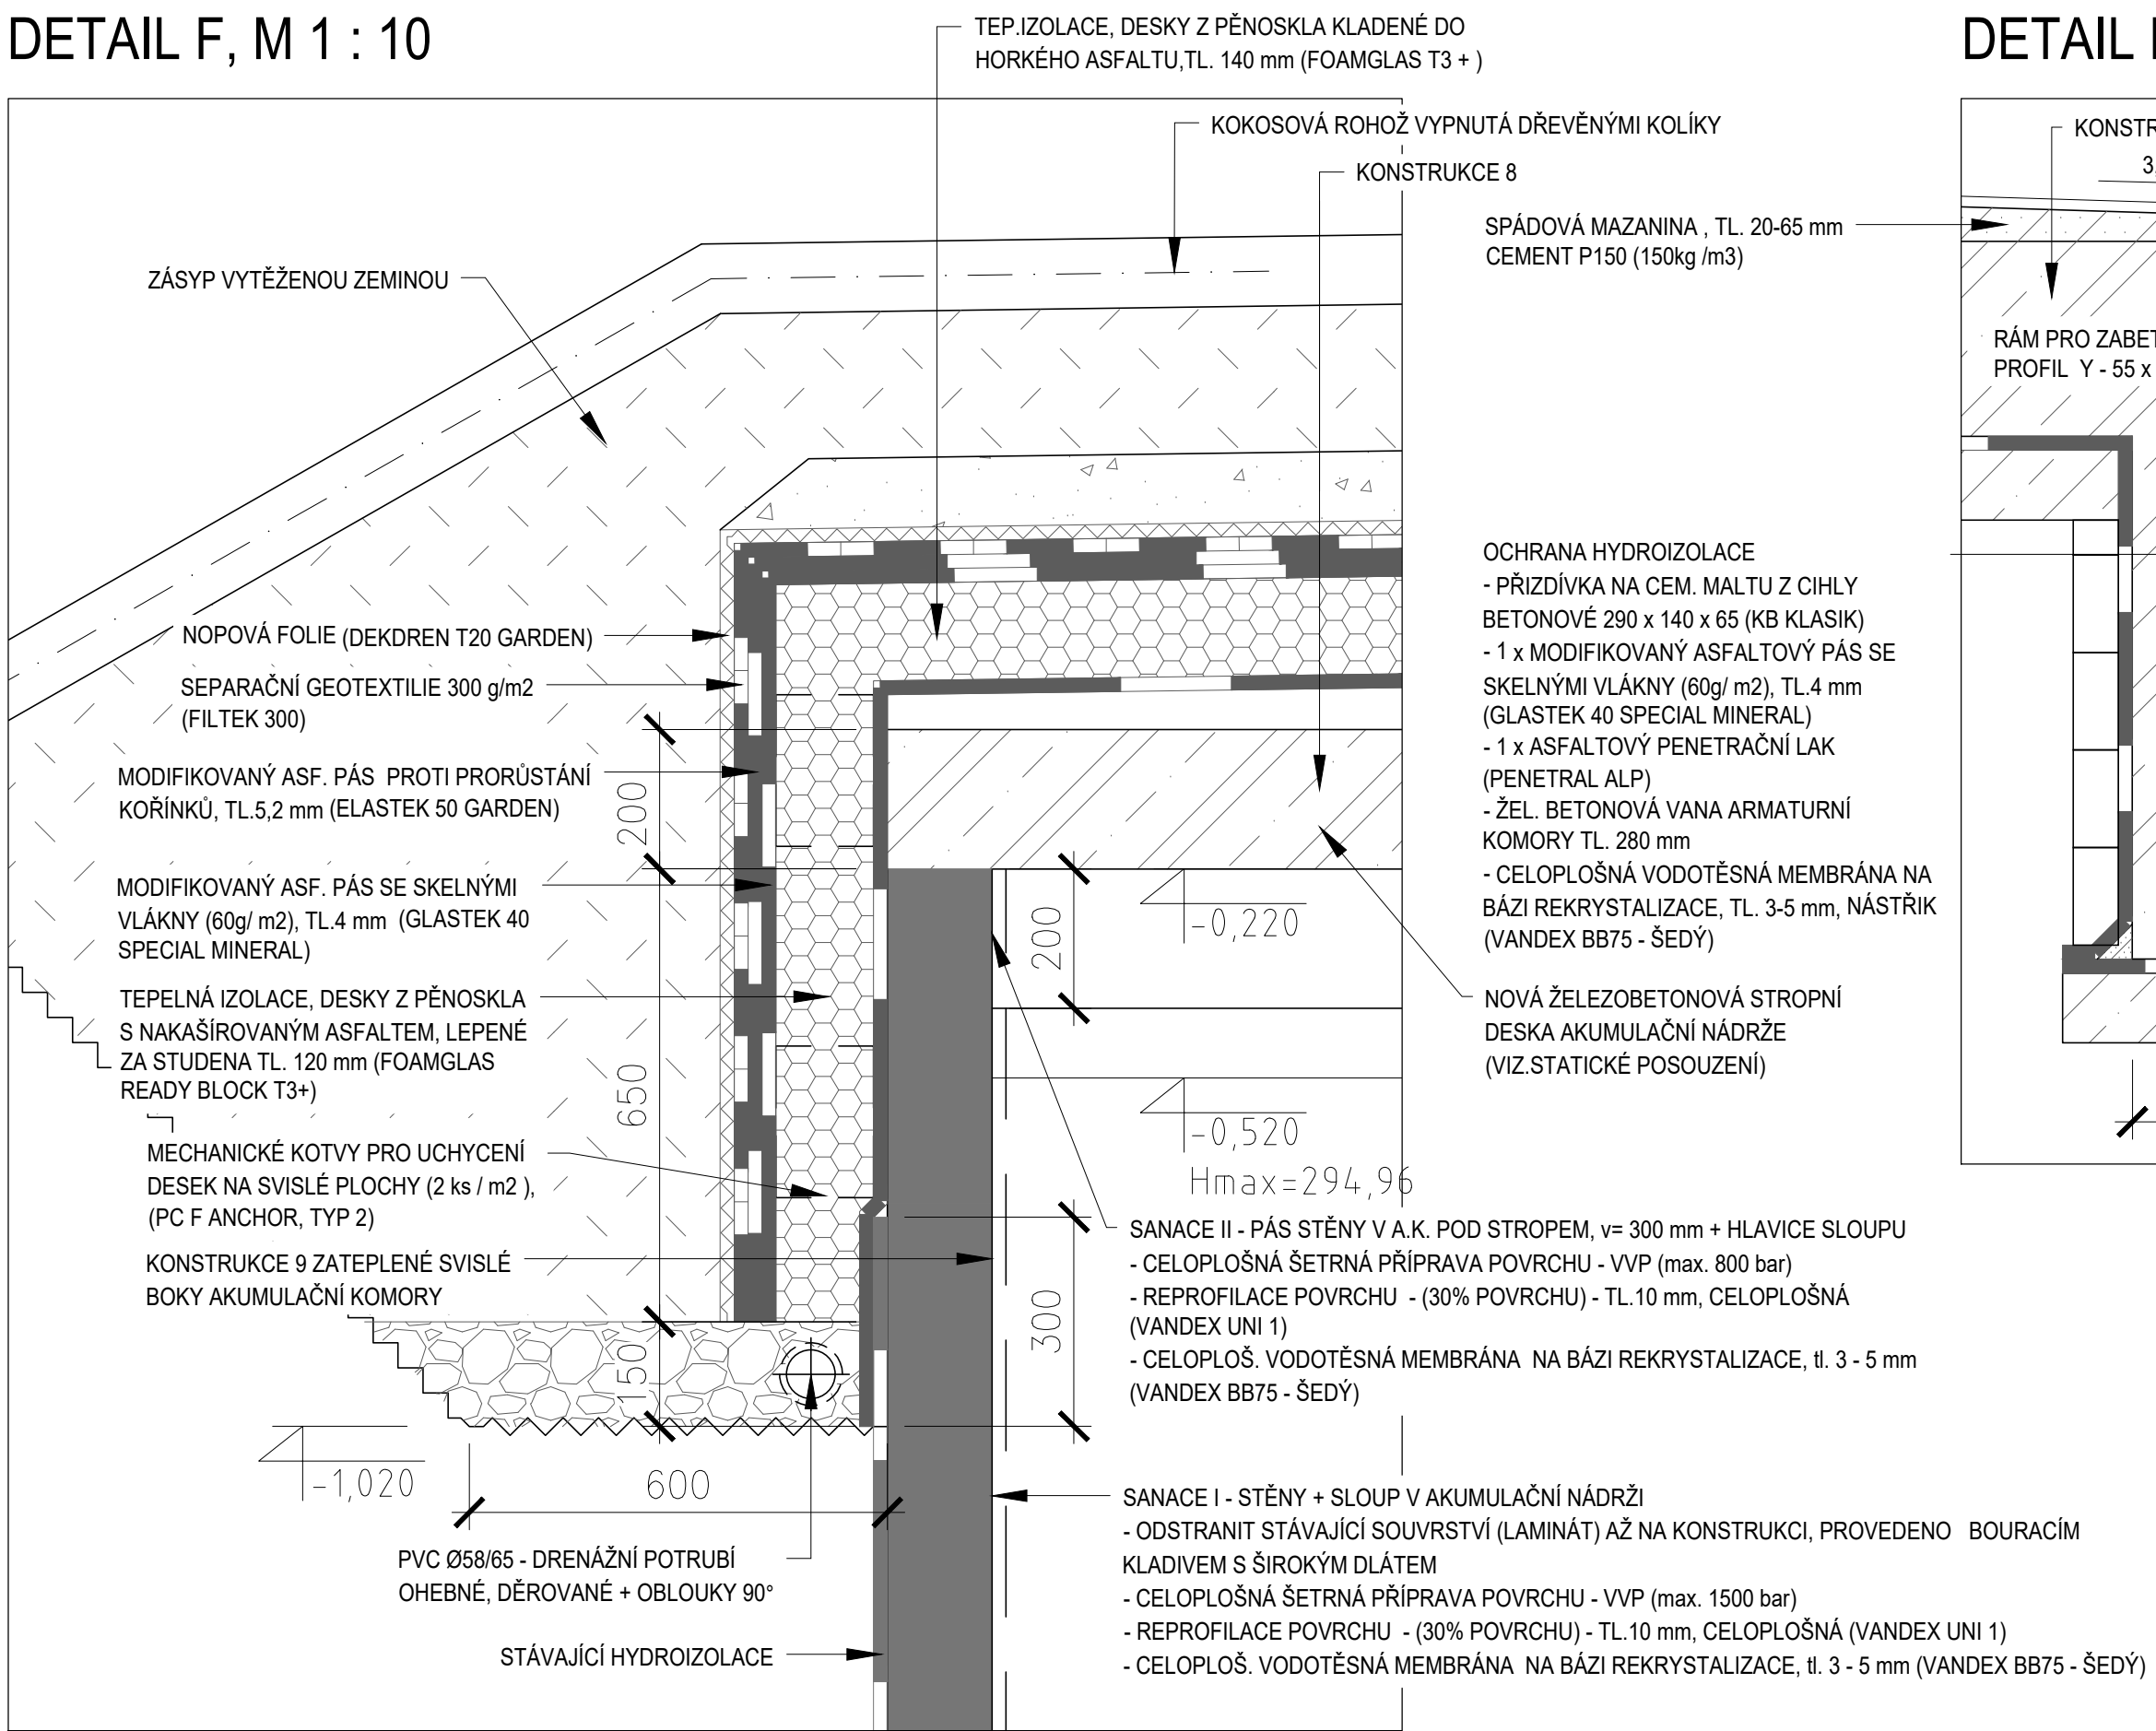 DETAIL F, M 1 : 10
TEP.IZOLACE, DESKY Z PĚNOSKLA KLADENÉ DO
HORKÉHO ASFALTU,TL. 140 mm (FOAMGLAS T3 + )
KOKOSOVÁ ROHOŽ VYPNUTÁ DŘEVĚNÝMI KOLÍKY
KONSTRUKCE 8
ZÁSYP VYTĚŽENOU ZEMINOU
NOPOVÁ FOLIE (DEKDREN T20 GARDEN)
SEPARAČNÍ GEOTEXTILIE 300 g/m2
(FILTEK 300)
MODIFIKOVANÝ ASF. PÁS PROTI PRORŮSTÁNÍ
KOŘÍNKŮ, TL.5,2 mm (ELASTEK 50 GARDEN)
MODIFIKOVANÝ ASF. PÁS SE SKELNÝMI
VLÁKNY (60g/ m2), TL.4 mm (GLASTEK 40
SPECIAL MINERAL)
TEPELNÁ IZOLACE, DESKY Z PĚNOSKLA
S NAKAŠÍROVANÝM ASFALTEM, LEPENÉ
ZA STUDENA TL. 120 mm (FOAMGLAS
READY BLOCK T3+)
MECHANICKÉ KOTVY PRO UCHYCENÍ
DESEK NA SVISLÉ PLOCHY (2 ks / m2 ),
(PC F ANCHOR, TYP 2)
KONSTRUKCE 9 ZATEPLENÉ SVISLÉ
BOKY AKUMULAČNÍ KOMORY
200
650
150
600
-1,020
PVC Ø58/65 - DRENÁŽNÍ POTRUBÍ
OHEBNÉ, DĚROVANÉ + OBLOUKY 90°
STÁVAJÍCÍ HYDROIZOLACE
200
300
-0,220
-0,520
Hmax=294,96
SANACE II - PÁS STĚNY V A.K. POD STROPEM, v= 300 mm + HLAVICE SLOUPU
- CELOPLOŠNÁ ŠETRNÁ PŘÍPRAVA POVRCHU - VVP (max. 800 bar)
- REPROFILACE POVRCHU - (30% POVRCHU) - TL.10 mm, CELOPLOŠNÁ
(VANDEX UNI 1)
- CELOPLOŠ. VODOTĚSNÁ MEMBRÁNA NA BÁZI REKRYSTALIZACE, tl. 3 - 5 mm
(VANDEX BB75 - ŠEDÝ)
SANACE I - STĚNY + SLOUP V AKUMULAČNÍ NÁDRŽI
- ODSTRANIT STÁVAJÍCÍ SOUVRSTVÍ (LAMINÁT) AŽ NA KONSTRUKCI, PROVEDENO BOURACÍM
KLADIVEM S ŠIROKÝM DLÁTEM
- CELOPLOŠNÁ ŠETRNÁ PŘÍPRAVA POVRCHU - VVP (max. 1500 bar)
- REPROFILACE POVRCHU - (30% POVRCHU) - TL.10 mm, CELOPLOŠNÁ (VANDEX UNI 1)
- CELOPLOŠ. VODOTĚSNÁ MEMBRÁNA NA BÁZI REKRYSTALIZACE, tl. 3 - 5 mm (VANDEX BB75 - ŠEDÝ)
SPÁDOVÁ MAZANINA , TL. 20-65 mm
CEMENT P150 (150kg /m3)
OCHRANA HYDROIZOLACE
- PŘIZDÍVKA NA CEM. MALTU Z CIHLY
BETONOVÉ 290 x 140 x 65 (KB KLASIK)
- 1 x MODIFIKOVANÝ ASFALTOVÝ PÁS SE
SKELNÝMI VLÁKNY (60g/ m2), TL.4 mm
(GLASTEK 40 SPECIAL MINERAL)
- 1 x ASFALTOVÝ PENETRAČNÍ LAK
(PENETRAL ALP)
- ŽEL. BETONOVÁ VANA ARMATURNÍ
KOMORY TL. 280 mm
- CELOPLOŠNÁ VODOTĚSNÁ MEMBRÁNA NA
BÁZI REKRYSTALIZACE, TL. 3-5 mm, NÁSTŘIK
(VANDEX BB75 - ŠEDÝ)
NOVÁ ŽELEZOBETONOVÁ STROPNÍ
DESKA AKUMULAČNÍ NÁDRŽE
(VIZ.STATICKÉ POSOUZENÍ)
DETAIL
KONSTR
3
RÁM PRO ZABET
PROFIL Y - 55 x